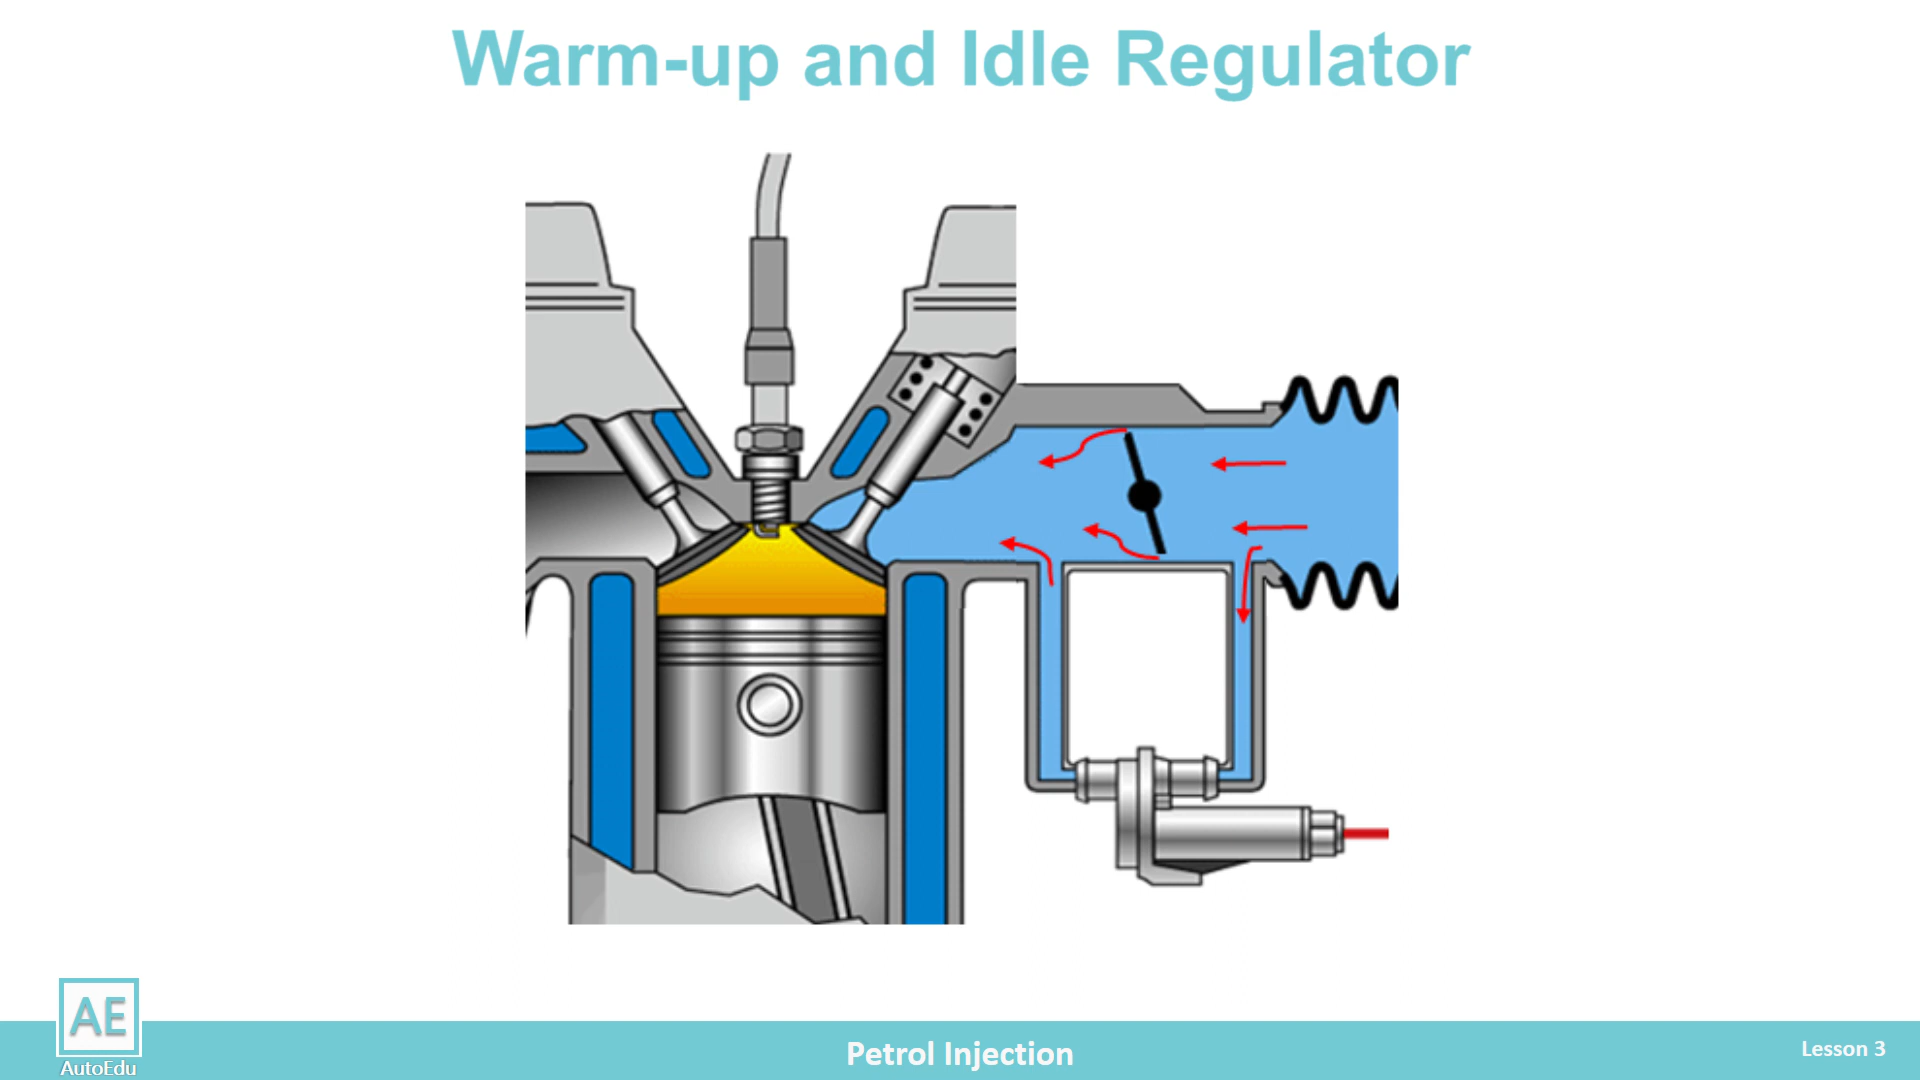 Warm-up and Idle Regulator
AE
AutoEdu
Petrol Injection
Lesson 3